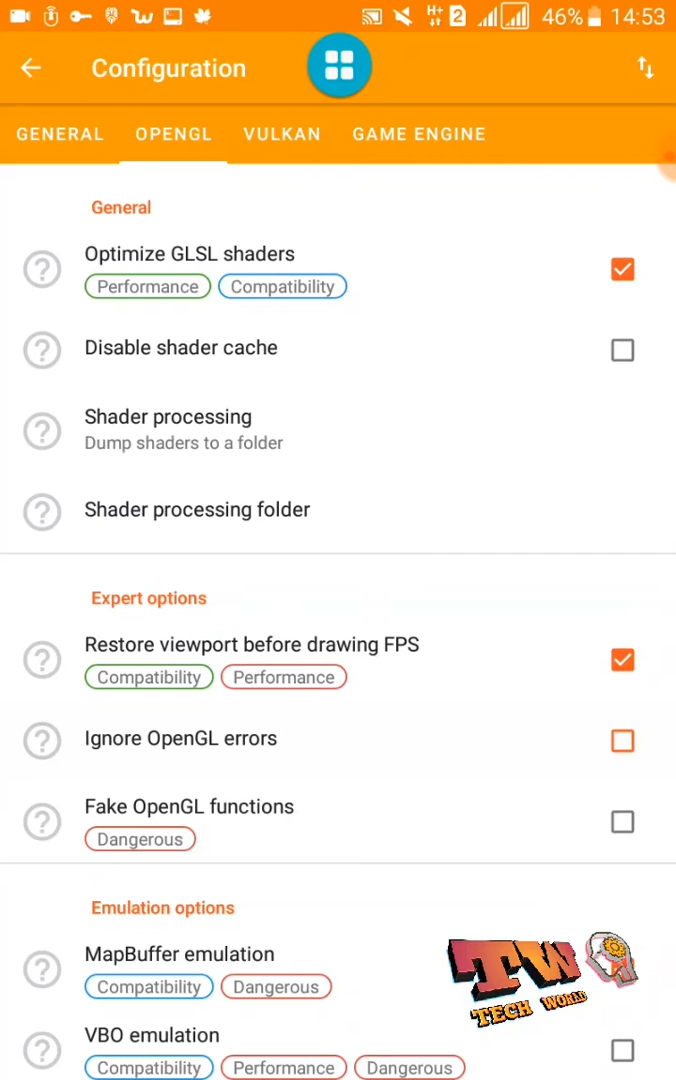 H+ 2 46% 14:53
Configuration
GENERAL OPENGL VULKAN GAME ENGINE
General
Optimize GLSL shaders
Performance Compatibility
Disable shader cache
Shader processing
Dump shaders to a folder
Shader processing folder
Expert options
Restore viewport before drawing FPS
Compatibility Performance
Ignore OpenGL errors
Fake OpenGL functions
Dangerous
Emulation options
MapBuffer emulation
Compatibility Dangerous
TW
TECH WORLD
VBO emulation
Compatibility Performance Dangerous